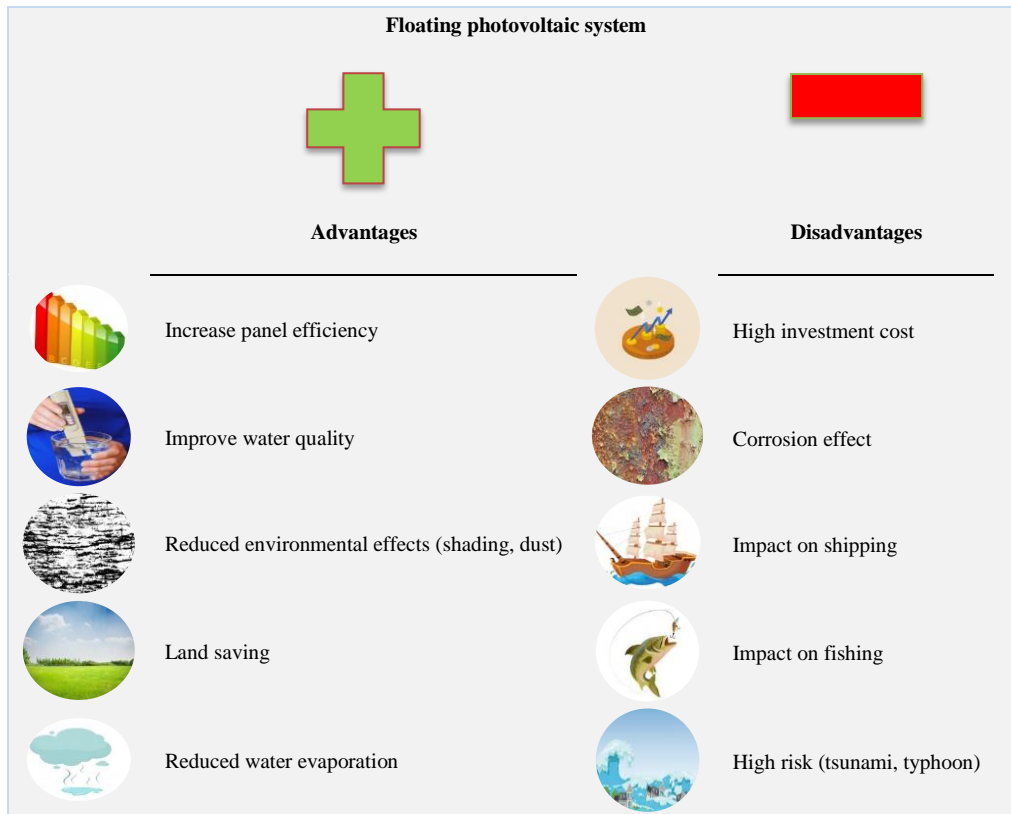 Floating photovoltaic system
Advantages
Disadvantages
Increase panel efficiency
High investment cost
Improve water quality
Corrosion effect
Reduced environmental effects (shading, dust)
Impact on shipping
Land saving
Impact on fishing
Reduced water evaporation
High risk (tsunami, typhoon)